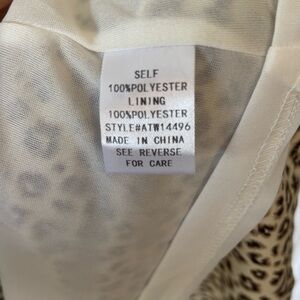 SELF
100%POLYESTER
LINING
100%POLYESTER
STYLE#ATW14496
MADE IN CHINA
SEE REVERSE
FOR CARE